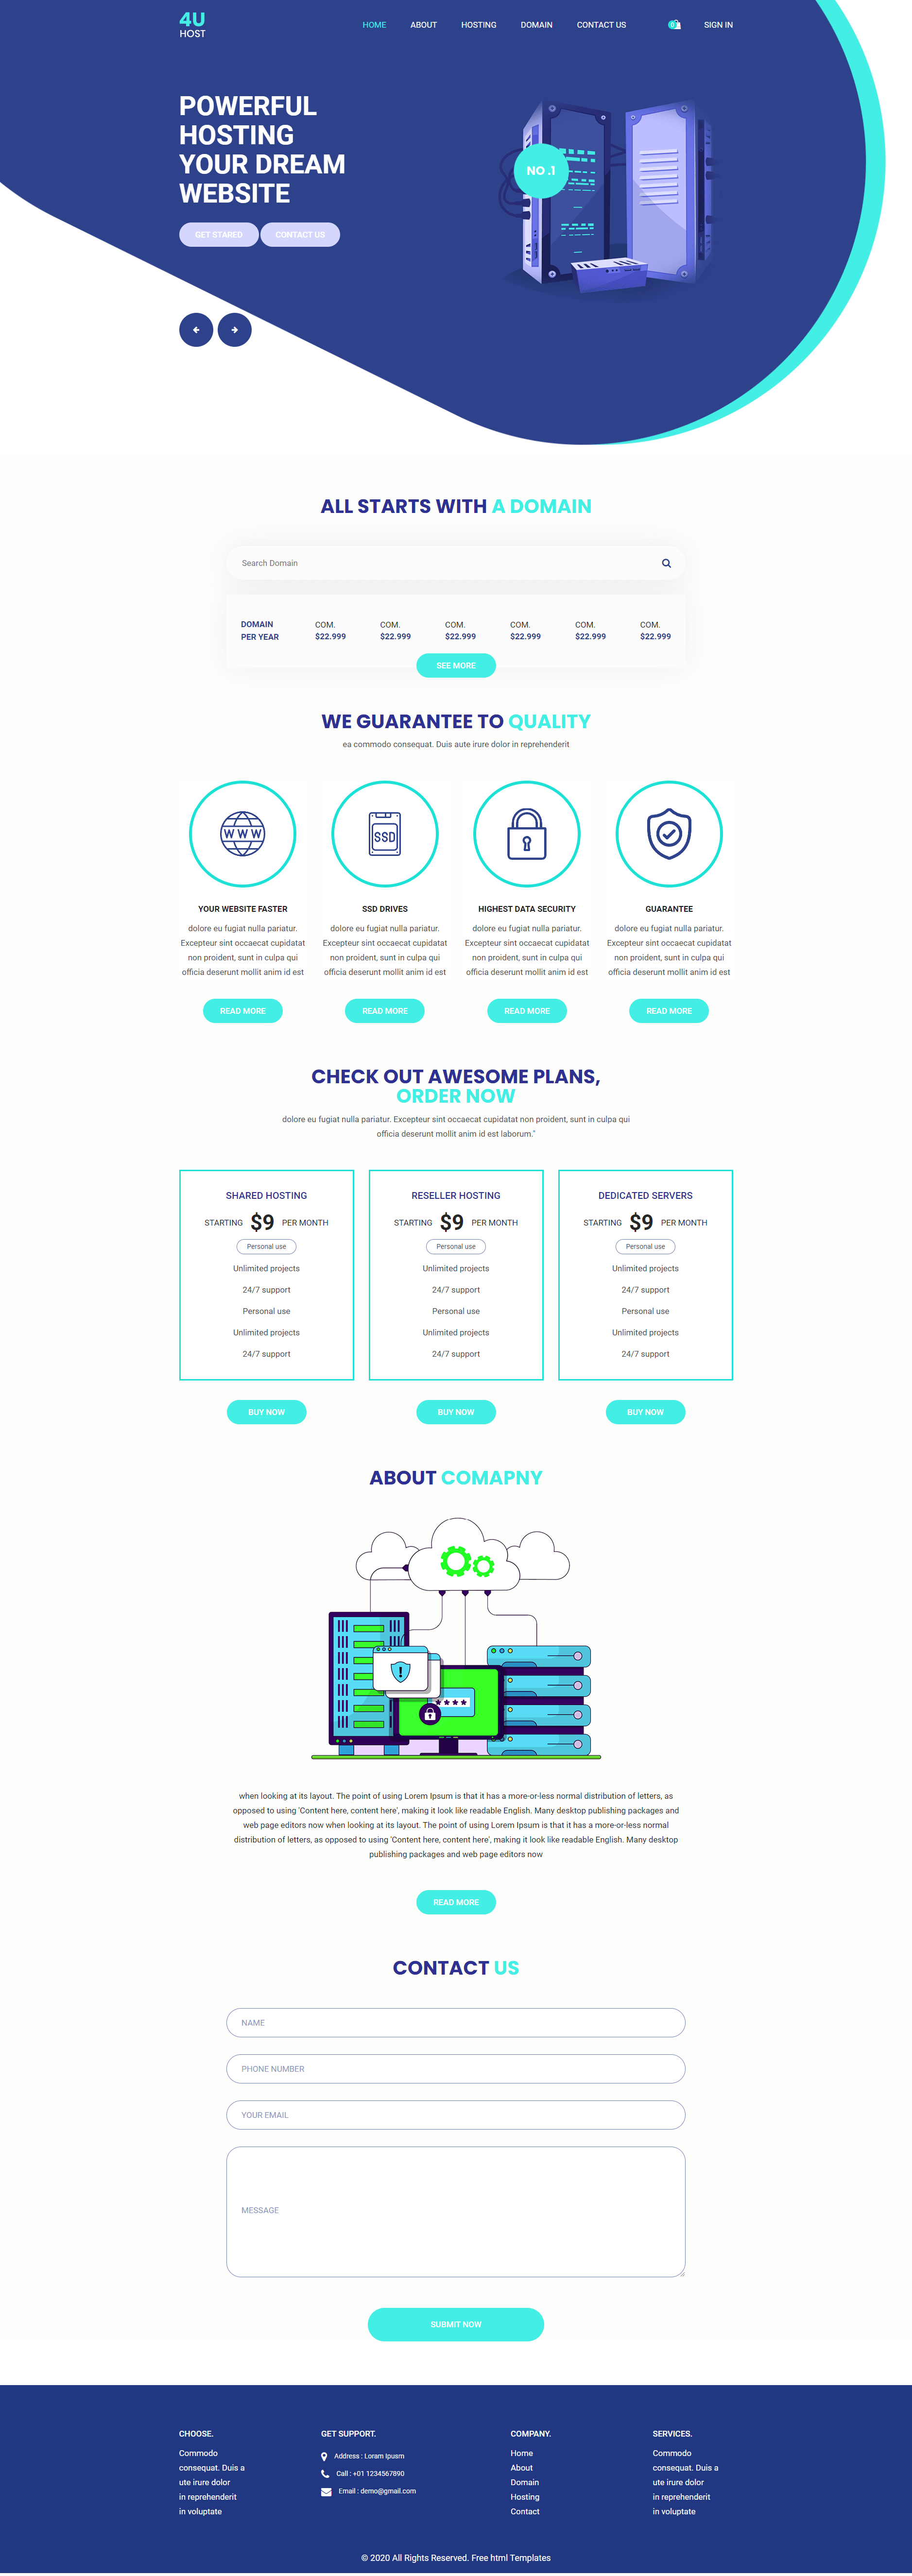 4U
HOST
HOME ABOUT HOSTING DOMAIN CONTACT US 0 SIGN IN
POWERFUL
HOSTING
YOUR DREAM
WEBSITE
GET STARED CONTACT US
NO .1
ALL STARTS WITH A DOMAIN
Search Domain
DOMAIN
PER YEAR
COM.
$22.999
COM.
$22.999
COM.
$22.999
COM.
$22.999
COM.
$22.999
COM.
$22.999
SEE MORE
WE GUARANTEE TO QUALITY
ea commodo consequat. Duis aute irure dolor in reprehenderit
WWW
YOUR WEBSITE FASTER
dolore eu fugiat nulla pariatur.
Excepteur sint occaecat cupidatat
non proident, sunt in culpa qui
officia deserunt mollit anim id est
READ MORE
SSD
SSD DRIVES
dolore eu fugiat nulla pariatur.
Excepteur sint occaecat cupidatat
non proident, sunt in culpa qui
officia deserunt mollit anim id est
READ MORE
HIGHEST DATA SECURITY
dolore eu fugiat nulla pariatur.
Excepteur sint occaecat cupidatat
non proident, sunt in culpa qui
officia deserunt mollit anim id est
READ MORE
GUARANTEE
dolore eu fugiat nulla pariatur.
Excepteur sint occaecat cupidatat
non proident, sunt in culpa qui
officia deserunt mollit anim id est
READ MORE
CHECK OUT AWESOME PLANS,
ORDER NOW
dolore eu fugiat nulla pariatur. Excepteur sint occaecat cupidatat non proident, sunt in culpa qui
officia deserunt mollit anim id est laborum."
SHARED HOSTING
STARTING $9 PER MONTH
Personal use
Unlimited projects
24/7 support
Personal use
Unlimited projects
24/7 support
BUY NOW
RESELLER HOSTING
STARTING $9 PER MONTH
Personal use
Unlimited projects
24/7 support
Personal use
Unlimited projects
24/7 support
BUY NOW
DEDICATED SERVERS
STARTING $9 PER MONTH
Personal use
Unlimited projects
24/7 support
Personal use
Unlimited projects
24/7 support
BUY NOW
ABOUT COMAPNY
when looking at its layout. The point of using Lorem Ipsum is that it has a more-or-less normal distribution of letters, as
opposed to using 'Content here, content here', making it look like readable English. Many desktop publishing packages and
web page editors now when looking at its layout. The point of using Lorem Ipsum is that it has a more-or-less normal
distribution of letters, as opposed to using 'Content here, content here', making it look like readable English. Many desktop
publishing packages and web page editors now
READ MORE
CONTACT US
NAME
PHONE NUMBER
YOUR EMAIL
MESSAGE
SUBMIT NOW
CHOOSE.
Commodo
consequat. Duis a
ute irure dolor
in reprehenderit
in voluptate
GET SUPPORT.
Address : Loram Ipusm
Call : +01 1234567890
Email : demo@gmail.com
COMPANY.
Home
About
Domain
Hosting
Contact
SERVICES.
Commodo
consequat. Duis a
ute irure dolor
in reprehenderit
in voluptate
© 2020 All Rights Reserved. Free html Templates